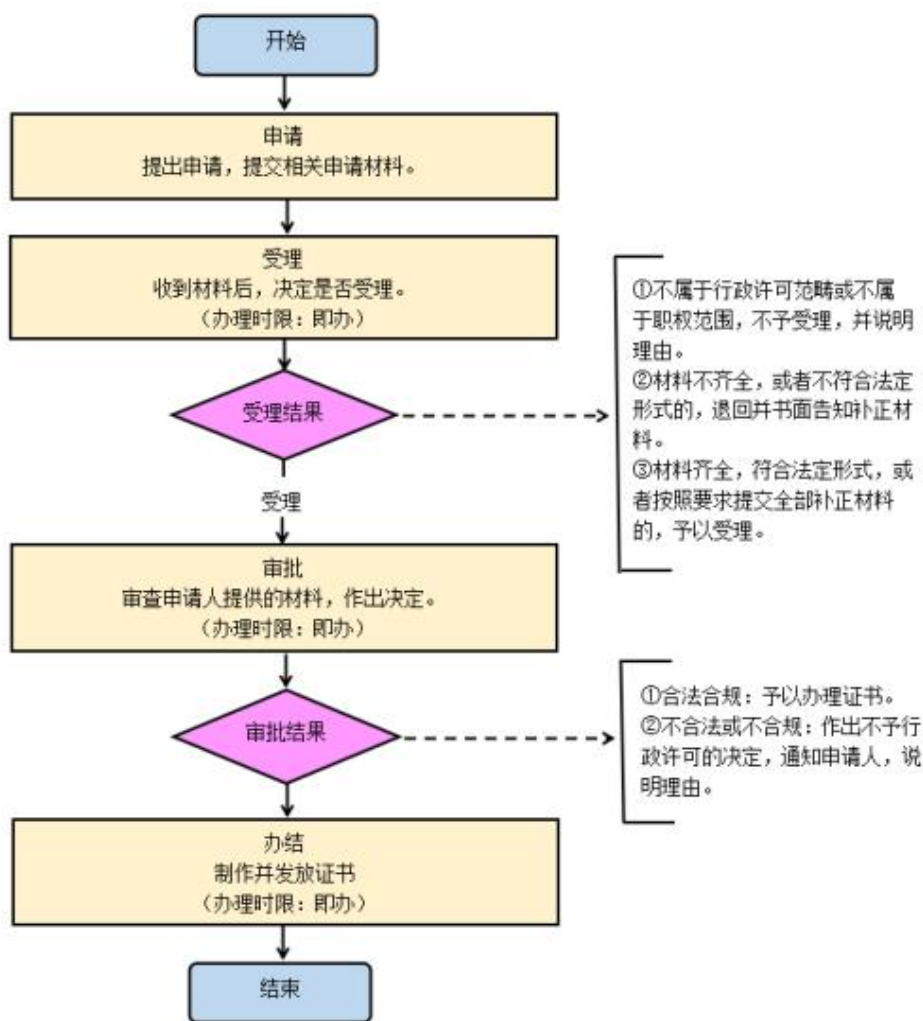 开始
申请
提出申请，提交相关申请材料。
受理
收到材料后，决定是否受理。
（办理时限：即办）
受理结果
①不属于行政许可范畴或不属
于职权范围，不予受理，并说明
理由。
②材料不齐全，或者不符合法定
形式的，退回并书面告知补正材
料。
③材料齐全，符合法定形式，或
者按照要求提交全部补正材料
的，予以受理。
受理
审批
审查申请人提供的材料，作出决定。
（办理时限：即办）
审批结果
①合法合规：予以办理证书。
②不合法或不合规：作出不予行
政许可的决定，通知申请人，说
明理由。
办结
制作并发放证书
（办理时限：即办）
结束